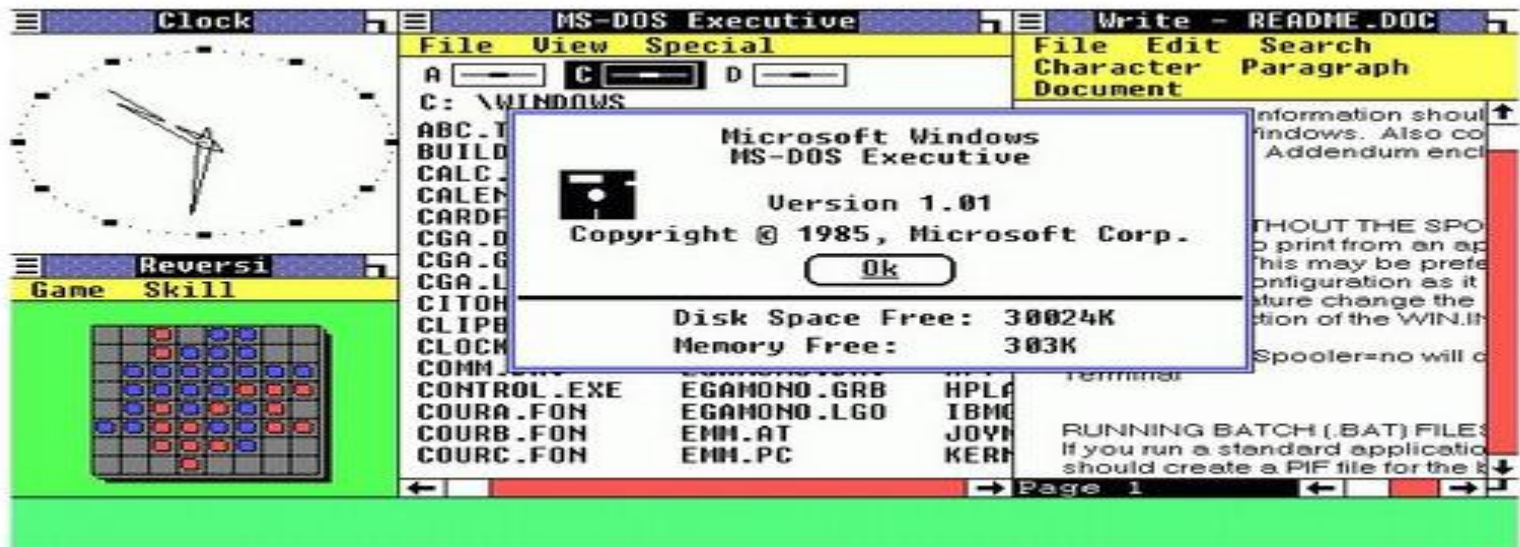 Clock
Game Skill
Reversi
MS-DOS Executive
File View Special
A C D
C: \WINDOWS
ABC.T
BUILD
CALC.
CALEN
CARDF
CGA.D
CGA.G
CGA.L
CITOH
CLIPB
CLOCK
COMM.
CONTROL.EXE EGAMONO.GRB HPLA
COURA.FON EGAMONO.LGO IBMG
COURB.FON EMM.AT JOYN
COURC.FON EMM.PC KERN
Microsoft Windows
MS-DOS Executive
Version 1.01
Copyright © 1985, Microsoft Corp.
Ok
Disk Space Free: 30024K
Memory Free: 303K
Write - README.DOC
File Edit Search
Character Paragraph
Document
nformation shoul
indows. Also co
Addendum encl
THOUT THE SPO
o print from an ap
his may be prefe
onfiguration as it
ature change the
ction of the WIN.IN
Spooler=no will d
Terminal
RUNNING BATCH (.BAT) FILES
If you run a standard applicatio
should create a PIF file for the b
Page 1